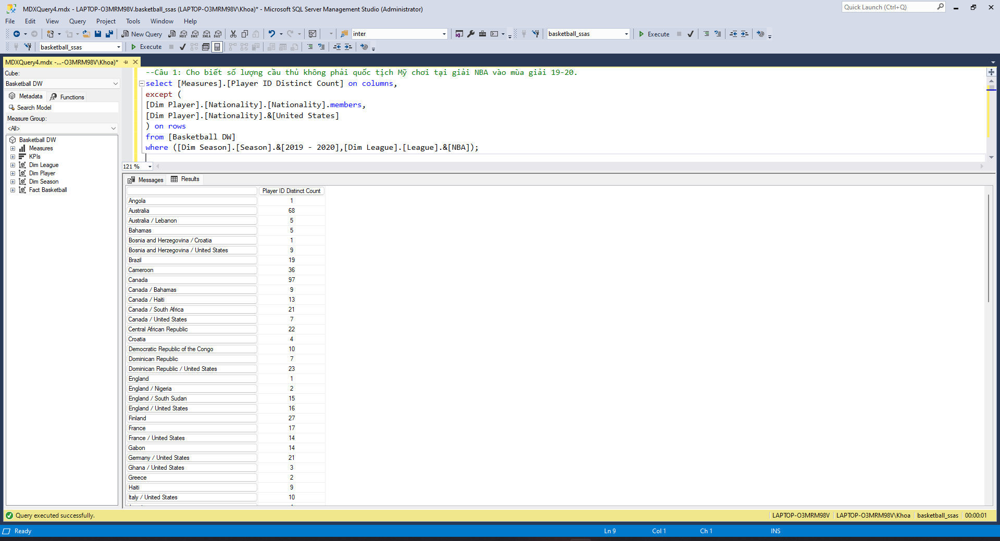 MDXQuery4.mdx - LAPTOP-O3MRM98V.basketball_ssas (LAPTOP-O3MRM98V\Khoa)* - Microsoft SQL Server Management Studio (Administrator)
Quick Launch (Ctrl+Q)
File Edit View Query Project Tools Window Help
New Query MDX DMX XMLA DAX inter basketball_ssas Execute
basketball_ssas Execute
MDXQuery4.mdx -...-O3MRM98V\Khoa)*
Cube:
Basketball DW
Metadata Functions
Search Model
Measure Group:
<All>
Basketball DW
Measures
KPIs
Dim League
Dim Player
Dim Season
Fact Basketball
--Câu 1: Cho biết số lượng cầu thủ không phải quốc tịch Mỹ chơi tại giải NBA vào mùa giải 19-20.
select [Measures].[Player ID Distinct Count] on columns,
except (
[Dim Player].[Nationality].[Nationality].members,
[Dim Player].[Nationality].&[United States]
) on rows
from [Basketball DW]
where ([Dim Season].[Season].&[2019 - 2020],[Dim League].[League].&[NBA]);
121 %
Messages Results
Player ID Distinct Count
Angola 1
Australia 68
Australia / Lebanon 5
Bahamas 5
Bosnia and Herzegovina / Croatia 1
Bosnia and Herzegovina / United States 9
Brazil 19
Cameroon 36
Canada 97
Canada / Bahamas 9
Canada / Haiti 13
Canada / South Africa 21
Canada / United States 7
Central African Republic 22
Croatia 4
Democratic Republic of the Congo 10
Dominican Republic 7
Dominican Republic / United States 23
England 1
England / Nigeria 2
England / South Sudan 15
England / United States 16
Finland 27
France 17
France / United States 14
Gabon 14
Germany / United States 21
Ghana / United States 3
Greece 2
Haiti 9
Italy / United States 10
Query executed successfully.
LAPTOP-O3MRM98V LAPTOP-O3MRM98V\Khoa basketball_ssas 00:00:01
Ready Ln 9 Col 1 Ch 1 INS